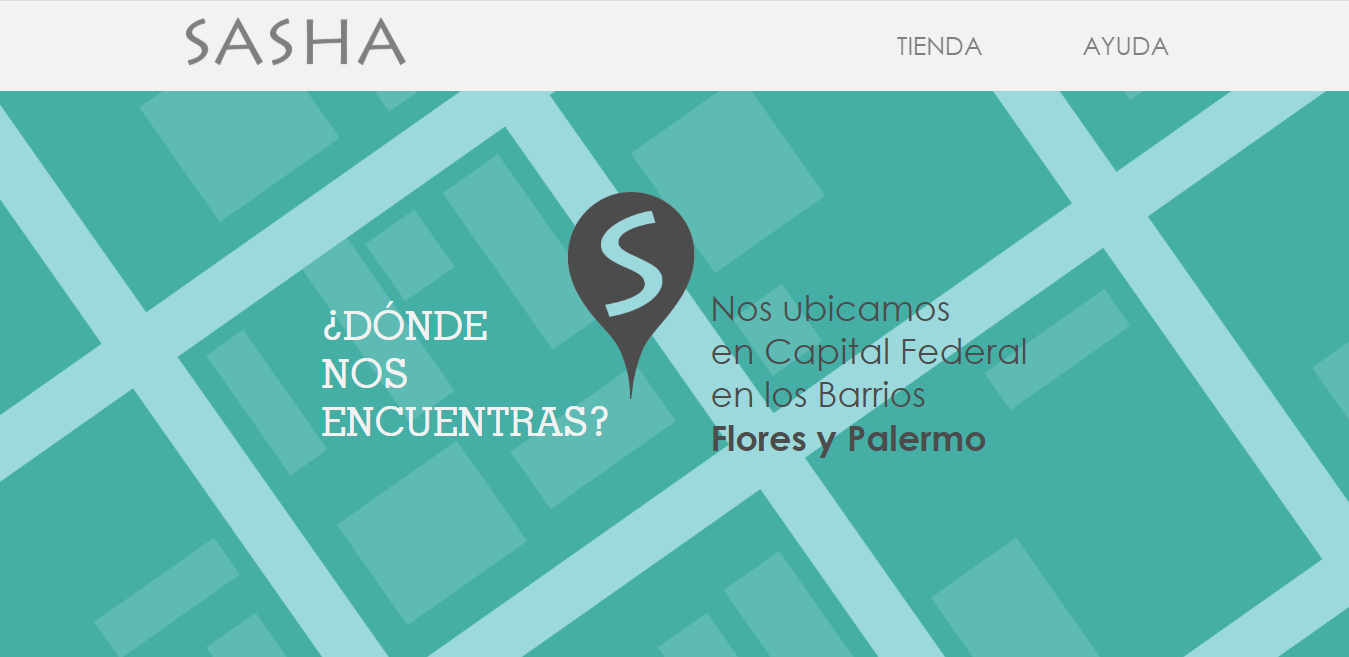 SASHA
TIENDA
AYUDA
¿DÓNDE
NOS
ENCUENTRAS?
S
Nos ubicamos
en Capital Federal
en los Barrios
Flores y Palermo